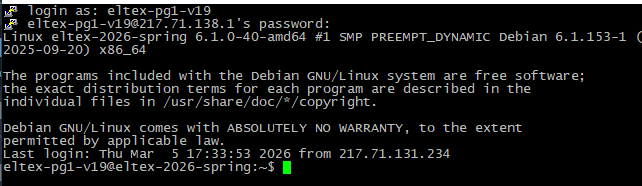 login as: eltex-pg1-v19
eltex-pg1-v19@217.71.138.1's password:
Linux eltex-2026-spring 6.1.0-40-amd64 #1 SMP PREEMPT_DYNAMIC Debian 6.1.153-1 (
2025-09-20) x86_64

The programs included with the Debian GNU/Linux system are free software;
the exact distribution terms for each program are described in the
individual files in /usr/share/doc/*/copyright.

Debian GNU/Linux comes with ABSOLUTELY NO WARRANTY, to the extent
permitted by applicable law.
Last login: Thu Mar  5 17:33:53 2026 from 217.71.131.234
eltex-pg1-v19@eltex-2026-spring:~$